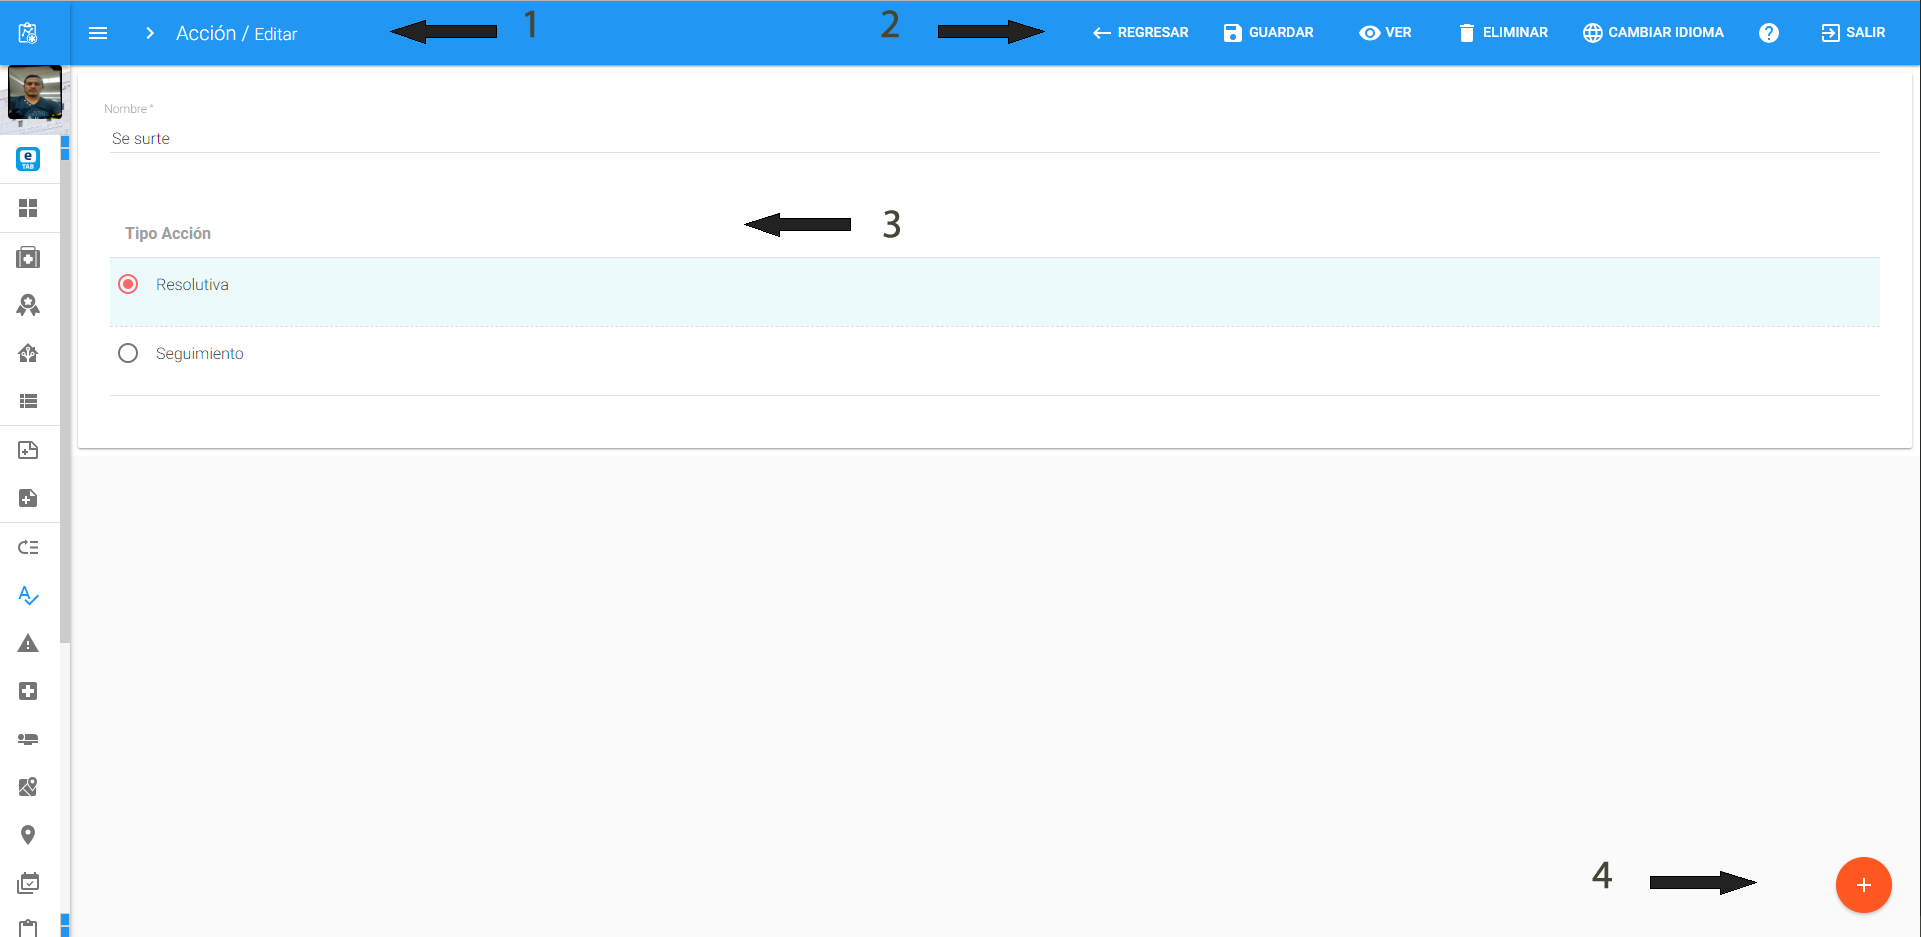 Acción / Editar 1 2 REGRESAR GUARDAR VER ELIMINAR CAMBIAR IDIOMA ? SALIR
Nombre *
Se surte
e
TAB
Tipo Acción 3
Resolutiva
Seguimiento
4 +